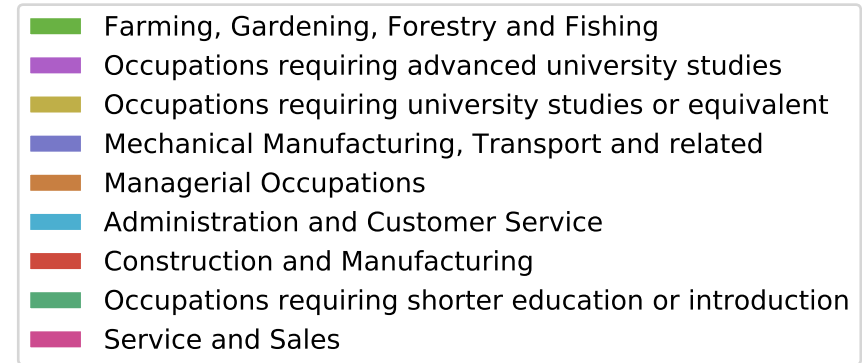 Farming, Gardening, Forestry and Fishing
Occupations requiring advanced university studies
Occupations requiring university studies or equivalent
Mechanical Manufacturing, Transport and related
Managerial Occupations
Administration and Customer Service
Construction and Manufacturing
Occupations requiring shorter education or introduction
Service and Sales